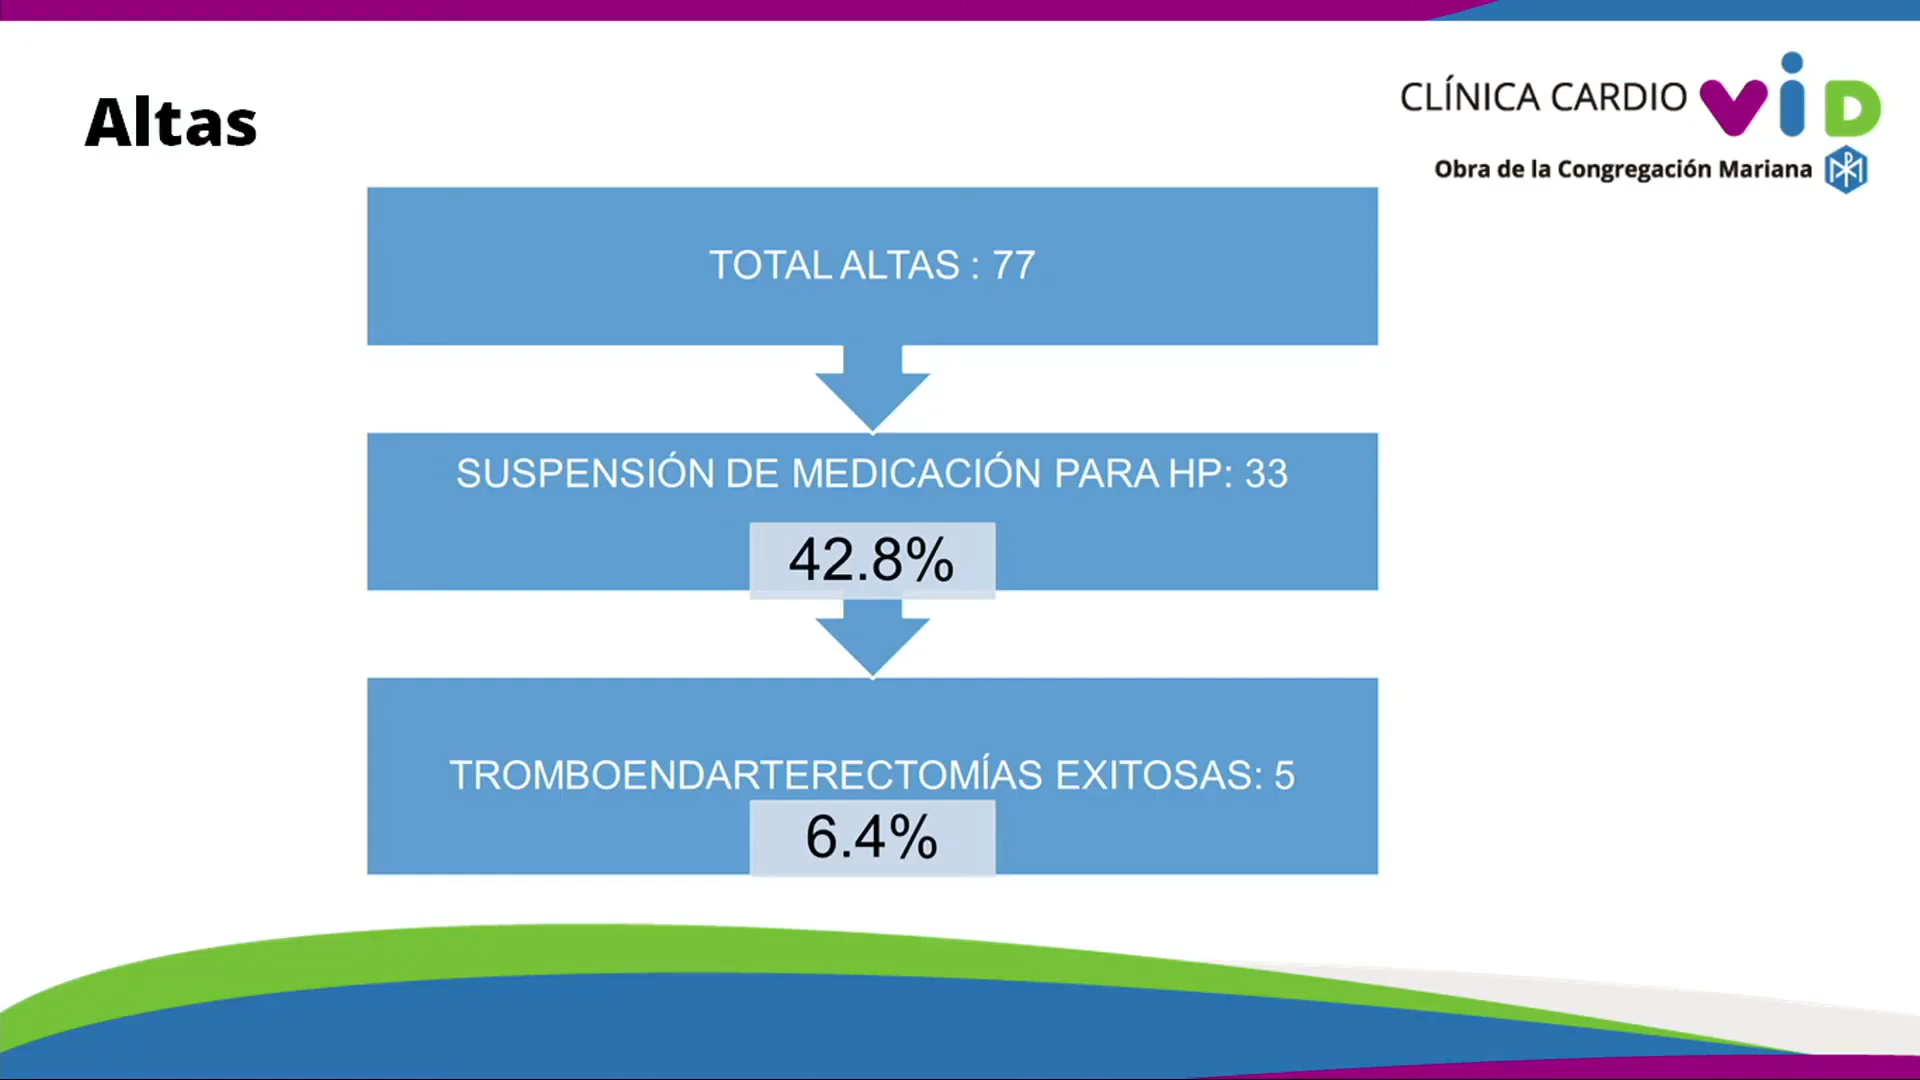 Altas
CLÍNICA CARDIO VID
Obra de la Congregación Mariana
TOTAL ALTAS : 77
SUSPENSIÓN DE MEDICACIÓN PARA HP: 33
42.8%
TROMBOENDARTERECTOMÍAS EXITOSAS: 5
6.4%